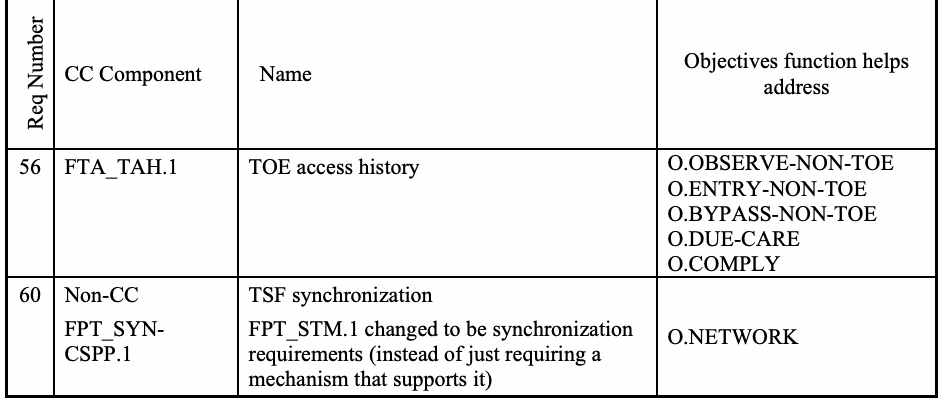 Req Number
CC Component
Name
Objectives function helps
address
56
FTA_TAH.1
TOE access history
O.OBSERVE-NON-TOE
O.ENTRY-NON-TOE
O.BYPASS-NON-TOE
O.DUE-CARE
O.COMPLY
60
Non-CC
FPT_SYN-
CSPP.1
TSF synchronization
FPT_STM.1 changed to be synchronization
requirements (instead of just requiring a
mechanism that supports it)
O.NETWORK